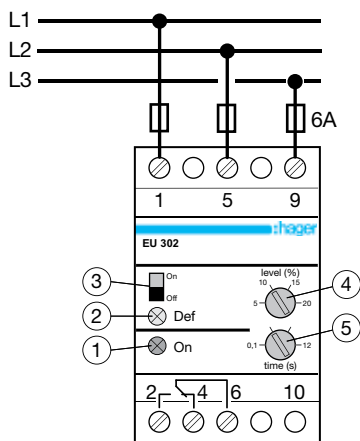 L1
L2
L3
6A
1 5 9
:hager
EU 302
3 On
Off
level (%)
10 15
5 20
4
2 Def
1 On
0,1 12
time (s)
5
2 4 6 10